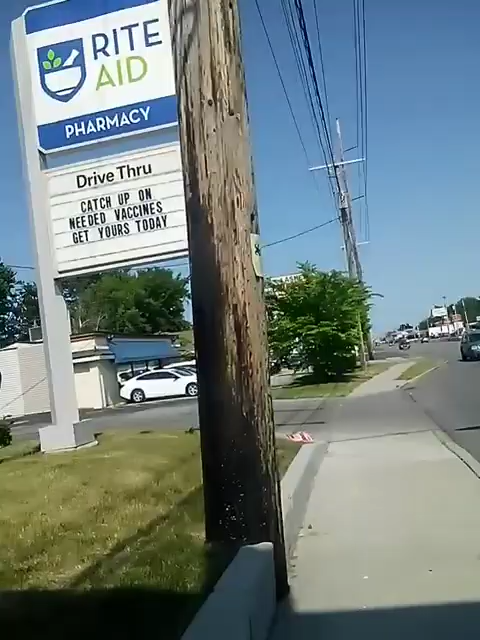 RITE
AID
PHARMACY
Drive Thru
CATCH UP ON
NEEDED VACCINES
GET YOURS TODAY